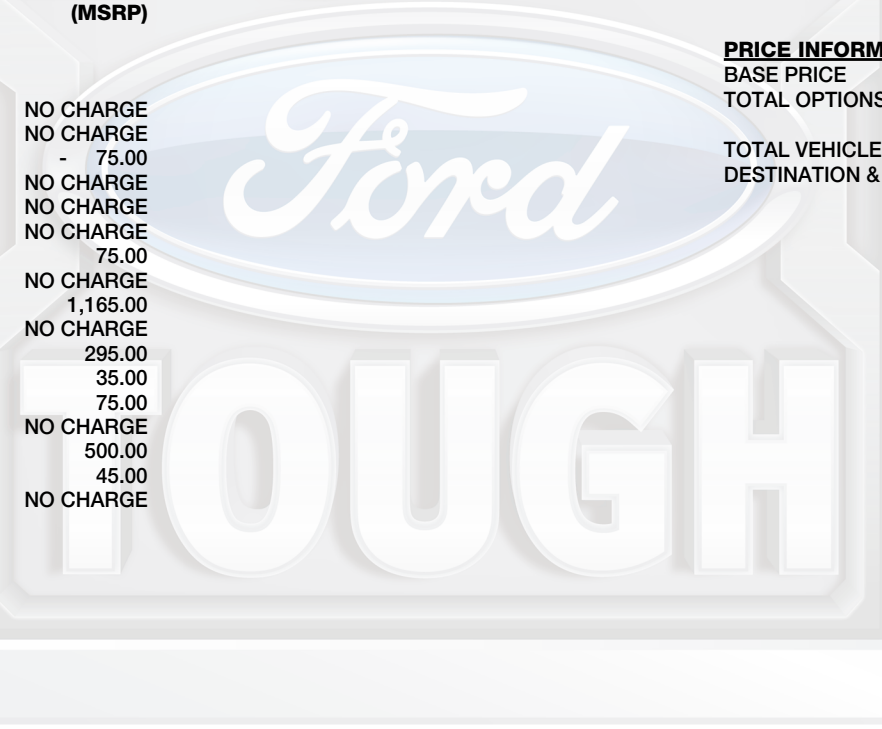 (MSRP)
NO CHARGE
NO CHARGE
- 75.00
NO CHARGE
NO CHARGE
NO CHARGE
75.00
NO CHARGE
1,165.00
NO CHARGE
295.00
35.00
75.00
NO CHARGE
500.00
45.00
NO CHARGE
PRICE INFORM
BASE PRICE
TOTAL OPTIONS
TOTAL VEHICLE
DESTINATION &
Ford
TOUGH